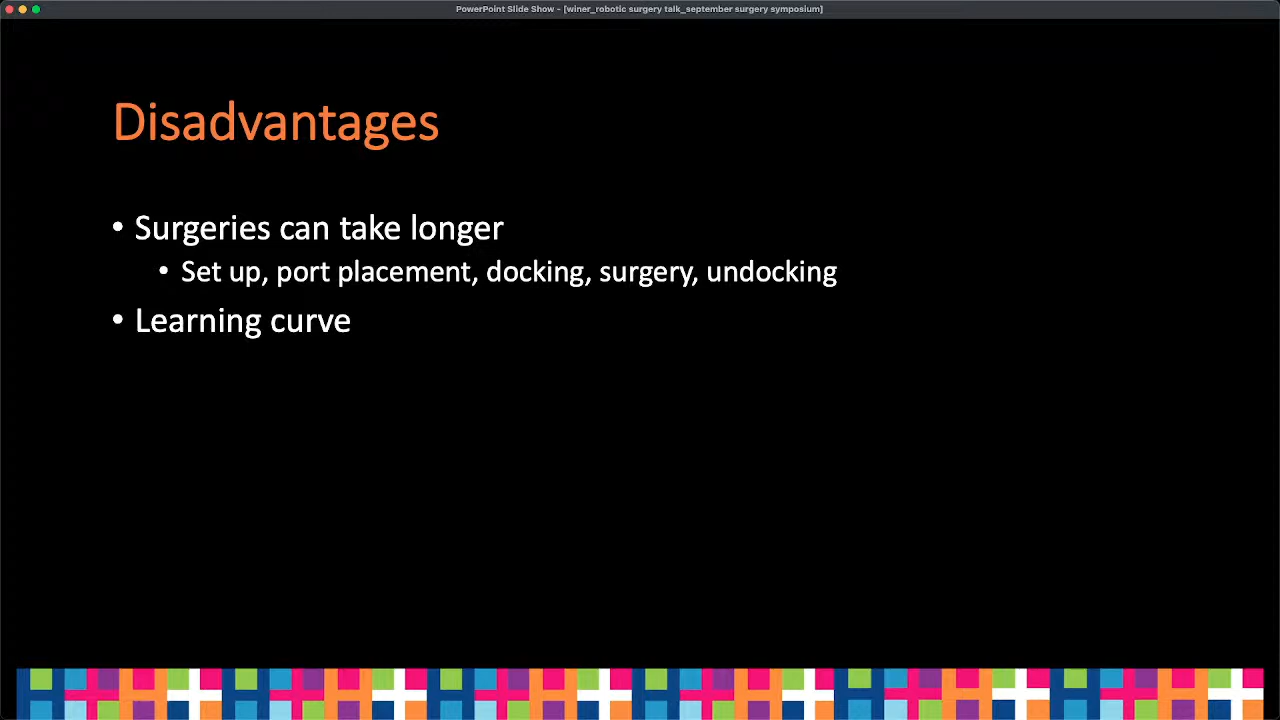 PowerPoint Slide Show - [winer_robotic surgery talk_september surgery symposium]
Disadvantages
• Surgeries can take longer
• Set up, port placement, docking, surgery, undocking
• Learning curve